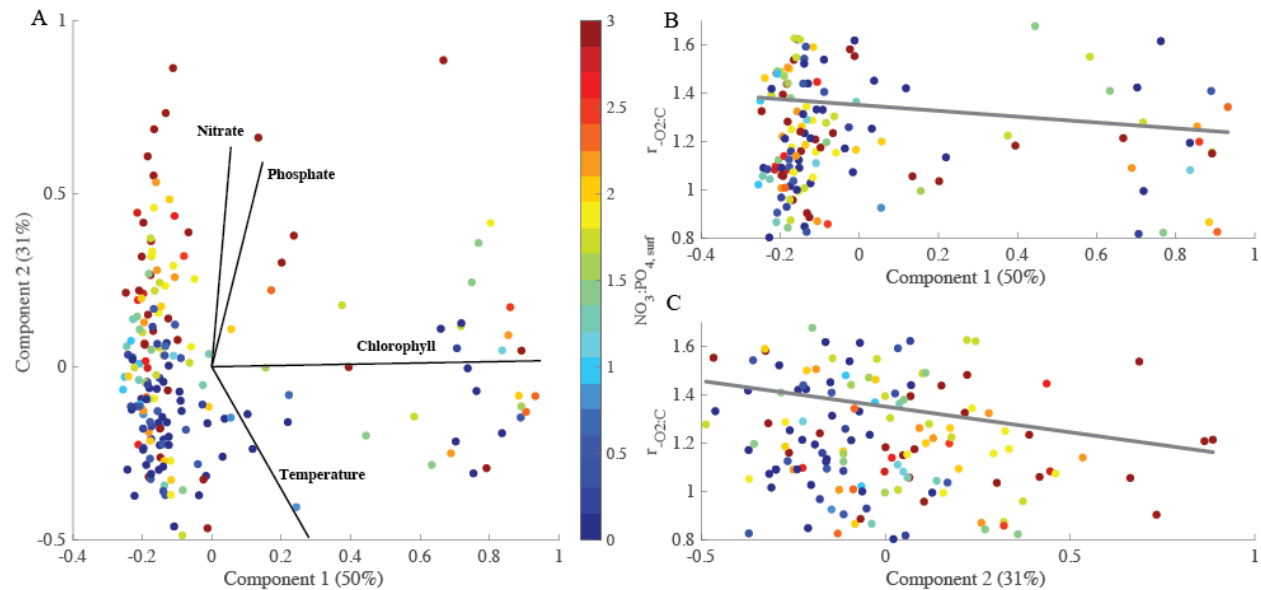 A
1
0.5
0
-0.5
Component 2 (31%)
-0.4
-0.2
0
0.2
0.4
0.6
0.8
1
Component 1 (50%)
Nitrate
Phosphate
Chlorophyll
Temperature
3
2.5
2
1.5
1
0.5
0
NO3:PO4, surf
B
1.6
1.4
1.2
1
0.8
r-O2:C
-0.4
-0.2
0
0.2
0.4
0.6
0.8
1
Component 1 (50%)
C
1.6
1.4
1.2
1
0.8
r-O2:C
-0.5
0
0.5
1
Component 2 (31%)